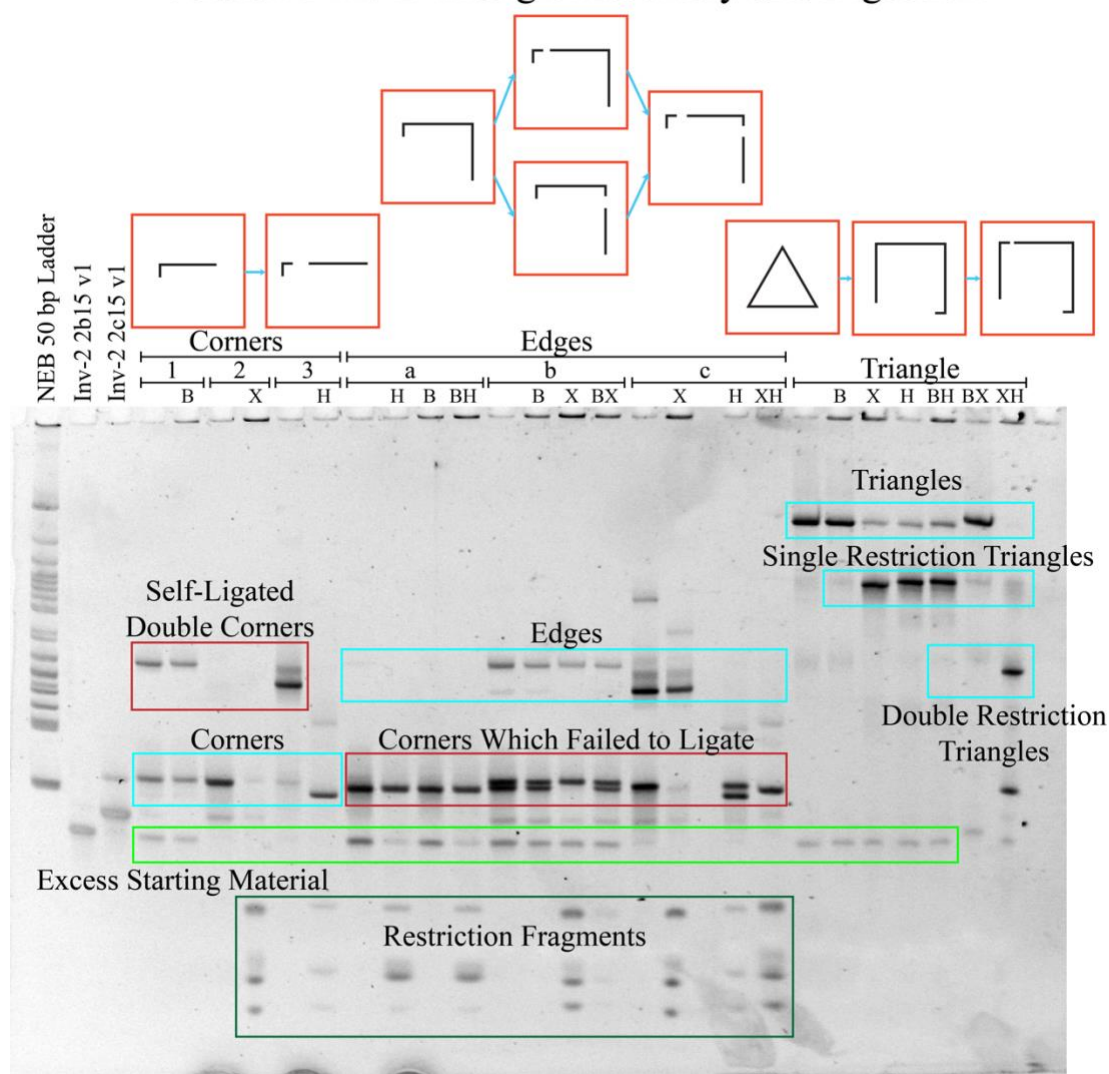 NEB 50 bp Ladder
Inv-2 2b15 v1
Inv-2 2c15 v1
Corners
Edges
1 2 3 a b c Triangle
B X H H B BH B X BX X H XH B X H BH BX XH
Triangles
Single Restriction Triangles
Self-Ligated
Double Corners
Edges
Double Restriction
Triangles
Corners
Corners Which Failed to Ligate
Excess Starting Material
Restriction Fragments